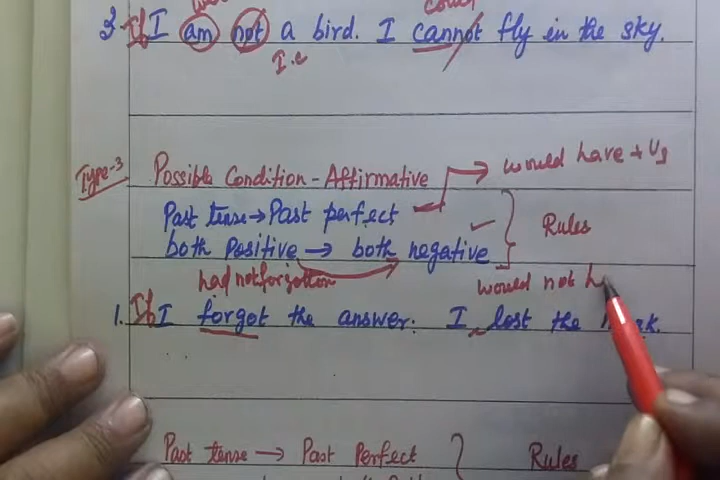 3 If I am not a bird. I cannot fly in the sky.
I.c
Type-3
Possible Condition - Affirmative
would have + V3
Past tense → Past perfect
both Positive → both negative
Rules
had not forgotten
would not h
1. If I forgot the answer. I lost the
Past tense → Past Perfect
Rules